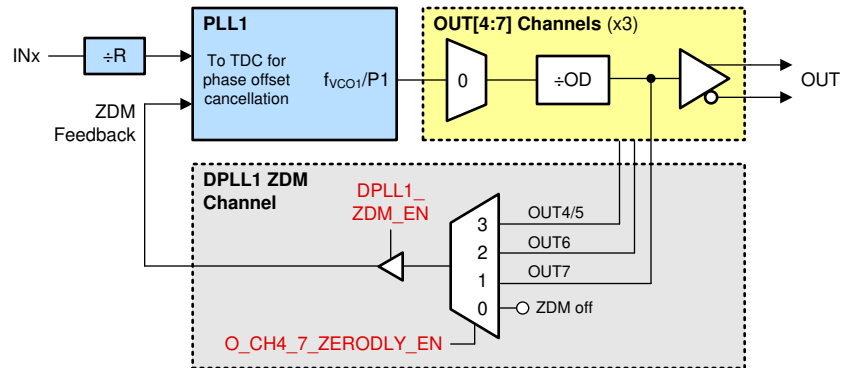 PLL1
OUT[4:7] Channels (x3)
INx
÷R
To TDC for
phase offset
cancellation
fVCO1/P1
0
÷OD
OUT
ZDM
Feedback
DPLL1 ZDM
Channel
DPLL1_
ZDM_EN
3
OUT4/5
2
OUT6
1
OUT7
0
ZDM off
O_CH4_7_ZERODLY_EN